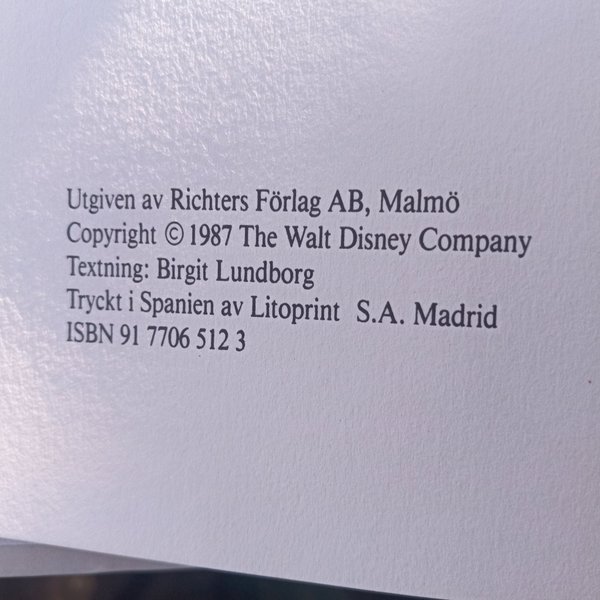 Utgiven av Richters Förlag AB, Malmö
Copyright © 1987 The Walt Disney Company
Textning: Birgit Lundborg
Tryckt i Spanien av Litoprint S.A. Madrid
ISBN 91 7706 512 3